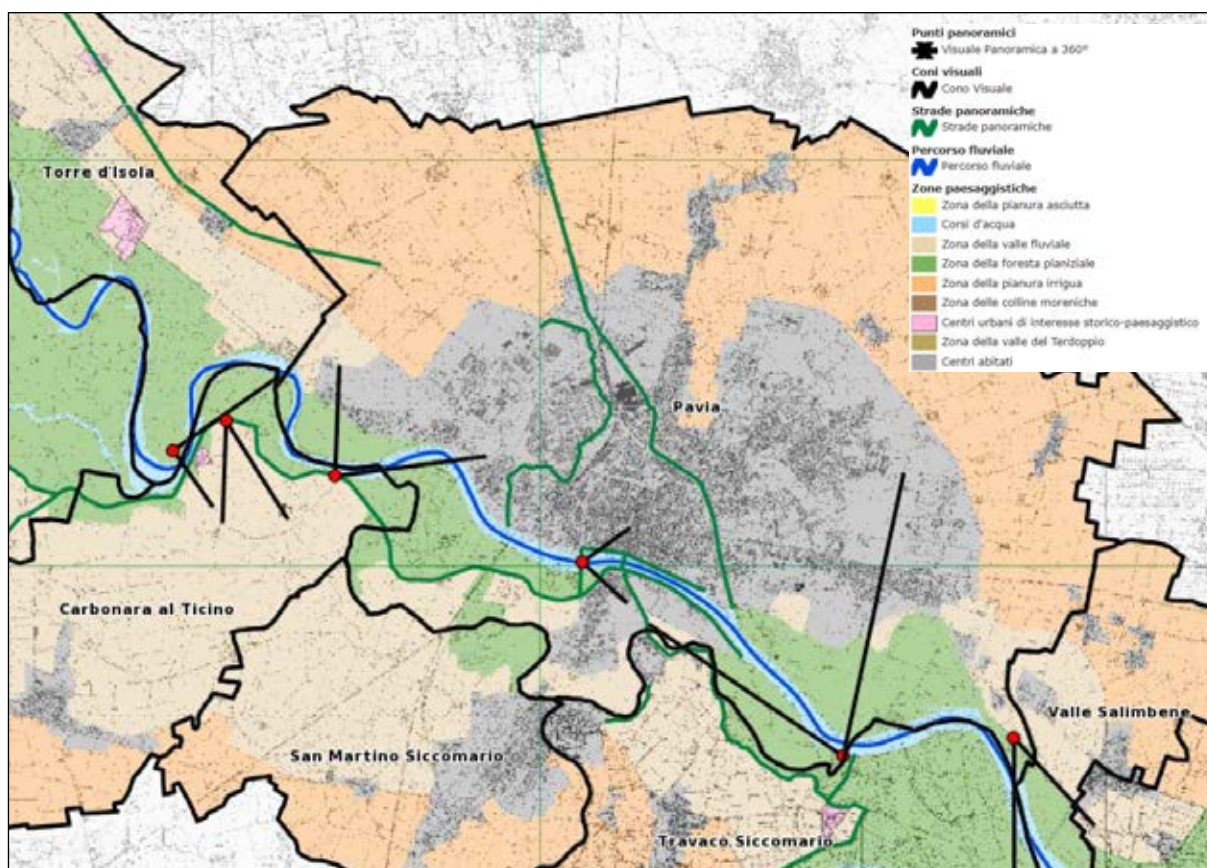 Punti panoramici
Visuale Panoramica a 360°
Coni visuali
Cono Visuale
Strade panoramiche
Strade panoramiche
Percorso fluviale
Percorso fluviale
Zone paesaggistiche
Zona della pianura asciutta
Corsi d'acqua
Zona della valle fluviale
Zona della foresta planiziale
Zona della pianura irrigua
Zona delle colline moreniche
Centri urbani di interesse storico-paesaggistico
Zona della valle del Terdoppio
Centri abitati
Torre d'Isola
Pavia
Carbonara al Ticino
Valle Salimbene
San Martino Siccomario
Travaco Siccomario